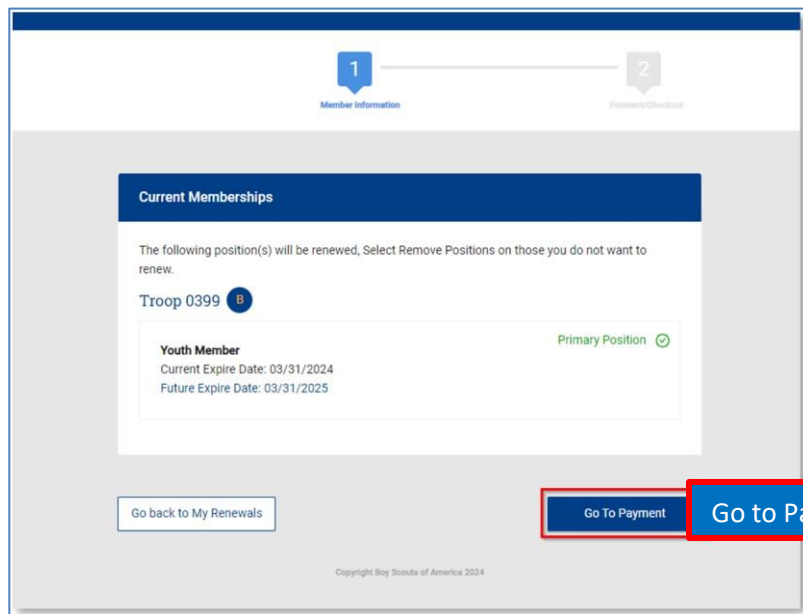 1
2
Member Information
Payment/Checkout
Current Memberships
The following position(s) will be renewed, Select Remove Positions on those you do not want to
renew.
Troop 0399 B
Youth Member
Primary Position
Current Expire Date: 03/31/2024
Future Expire Date: 03/31/2025
Go back to My Renewals
Go To Payment
Go to Pa
Copyright Boy Scouts of America 2024